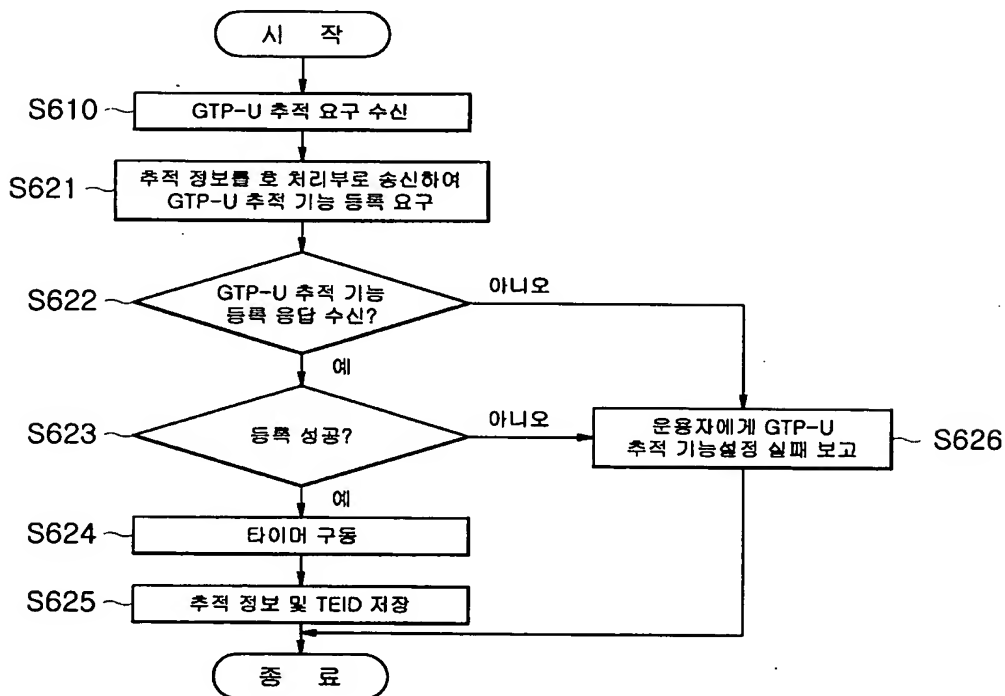 시 작
S610
GTP-U 추적 요구 수신
S621
추적 정보를 호 처리부로 송신하여
GTP-U 추적 기능 등록 요구
S622
GTP-U 추적 기능
등록 응답 수신?
아니오
예
S623
등록 성공?
아니오
운용자에게 GTP-U
추적 기능설정 실패 보고
S626
예
S624
타이머 구동
S625
추적 정보 및 TEID 저장
종 료